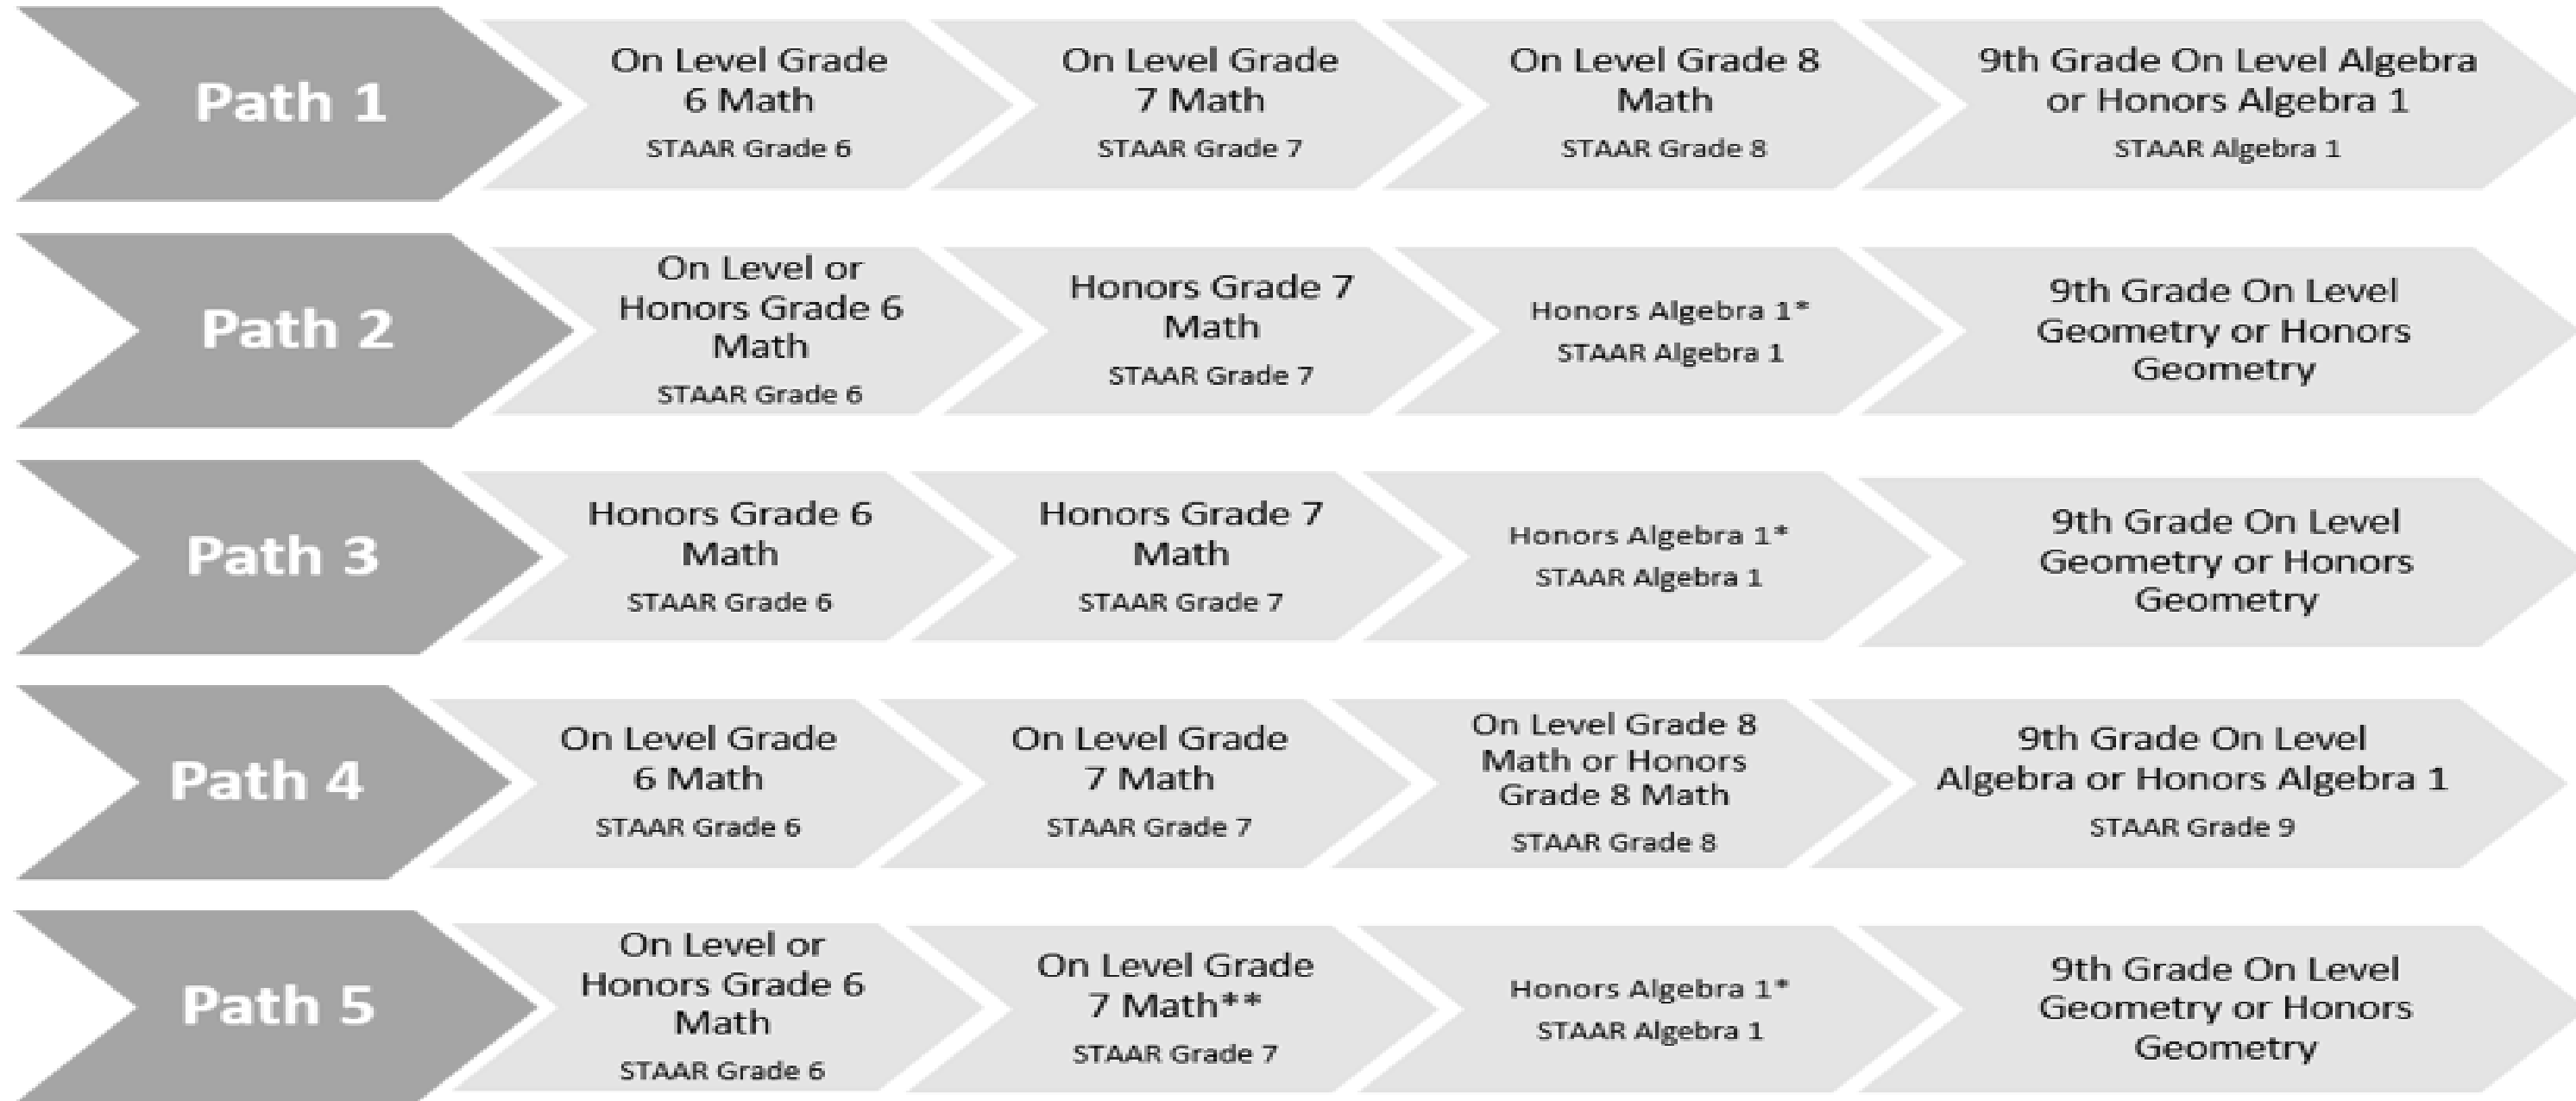 Path 1
On Level Grade
6 Math
STAAR Grade 6
On Level Grade
7 Math
STAAR Grade 7
On Level Grade 8
Math
STAAR Grade 8
9th Grade On Level Algebra
or Honors Algebra 1
STAAR Algebra 1
Path 2
On Level or
Honors Grade 6
Math
STAAR Grade 6
Honors Grade 7
Math
STAAR Grade 7
Honors Algebra 1*
STAAR Algebra 1
9th Grade On Level
Geometry or Honors
Geometry
Path 3
Honors Grade 6
Math
STAAR Grade 6
Honors Grade 7
Math
STAAR Grade 7
Honors Algebra 1*
STAAR Algebra 1
9th Grade On Level
Geometry or Honors
Geometry
Path 4
On Level Grade
6 Math
STAAR Grade 6
On Level Grade
7 Math
STAAR Grade 7
On Level Grade 8
Math or Honors
Grade 8 Math
STAAR Grade 8
9th Grade On Level
Algebra or Honors Algebra 1
STAAR Grade 9
Path 5
On Level or
Honors Grade 6
Math
STAAR Grade 6
On Level Grade
7 Math**
STAAR Grade 7
Honors Algebra 1*
STAAR Algebra 1
9th Grade On Level
Geometry or Honors
Geometry